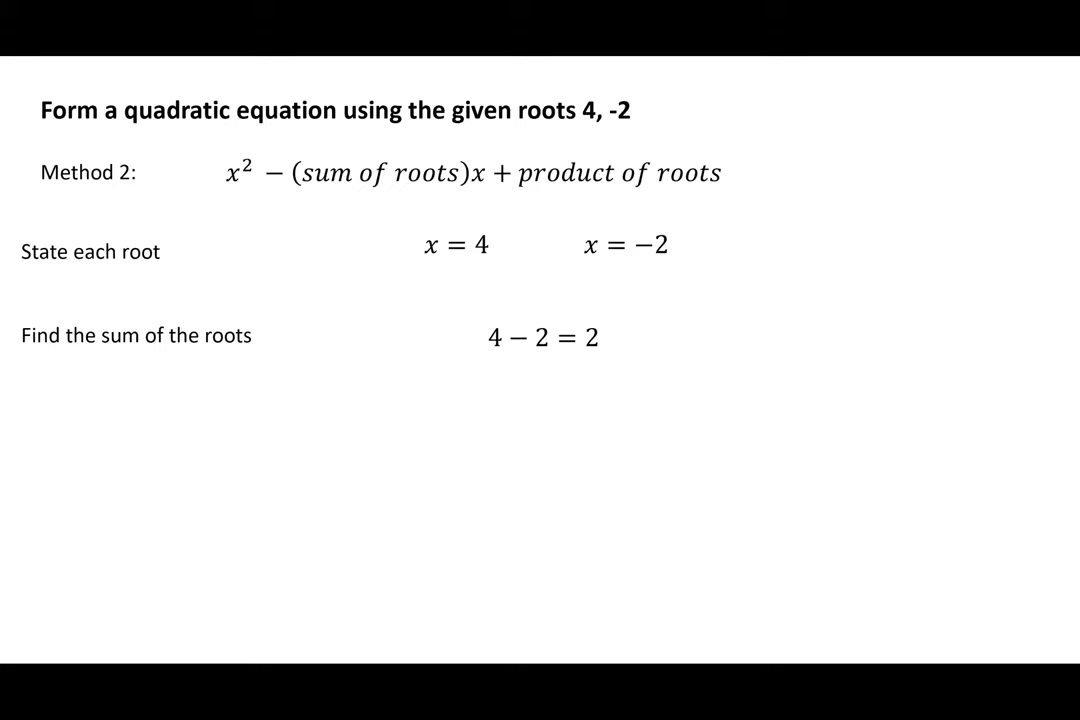 Form a quadratic equation using the given roots 4, -2
Method 2: x² − (sum of roots)x + product of roots
State each root x = 4 x = −2
Find the sum of the roots 4 − 2 = 2